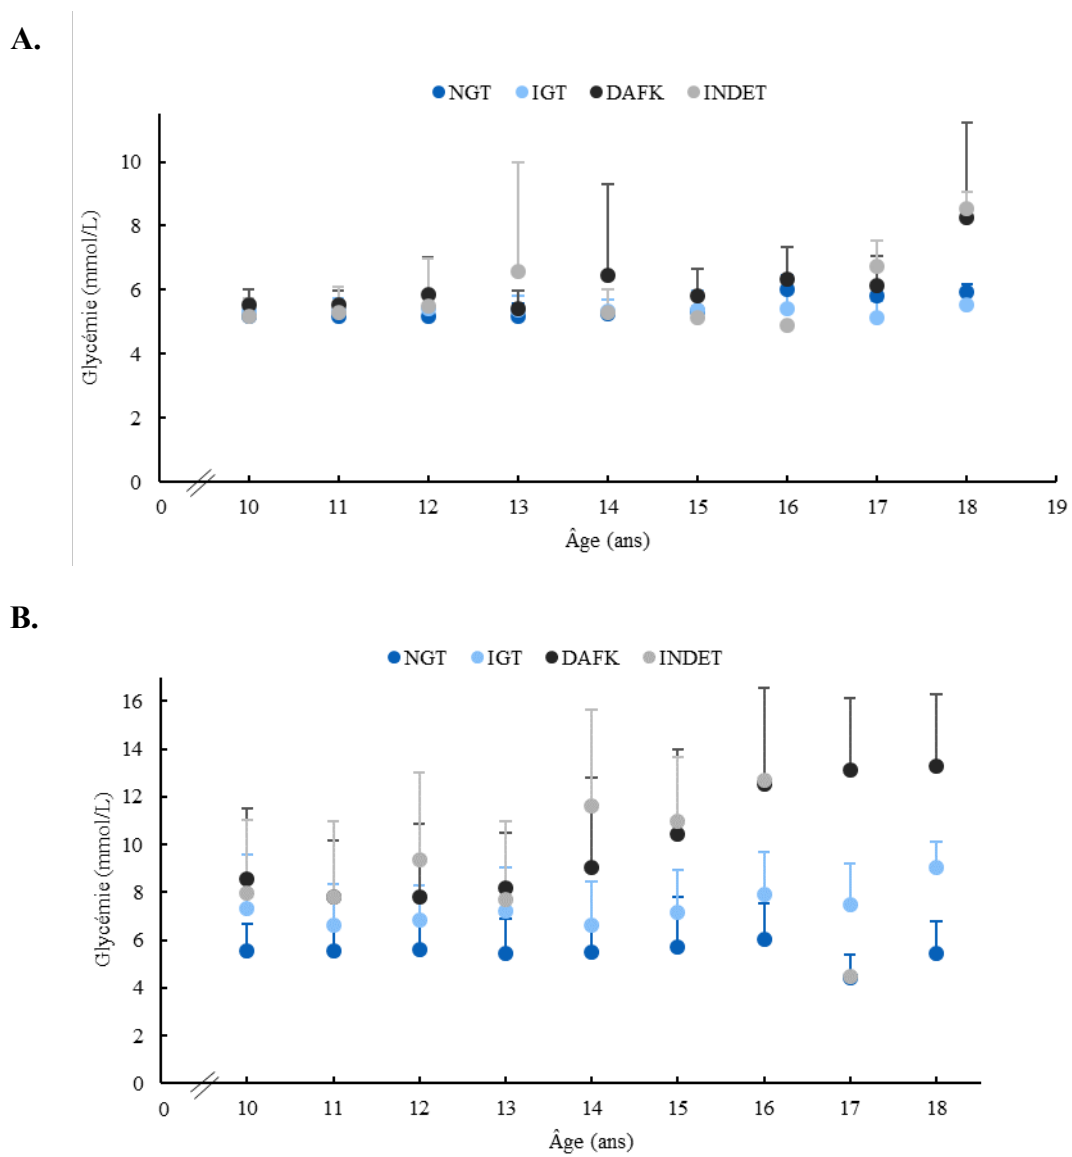 A.
NGT IGT DAFK INDET
10
8
6
4
2
0
Glycémie (mmol/L)
0 10 11 12 13 14 15 16 17 18 19
Âge (ans)
B.
NGT IGT DAFK INDET
16
14
12
10
8
6
4
2
0
Glycémie (mmol/L)
0 10 11 12 13 14 15 16 17 18
Âge (ans)